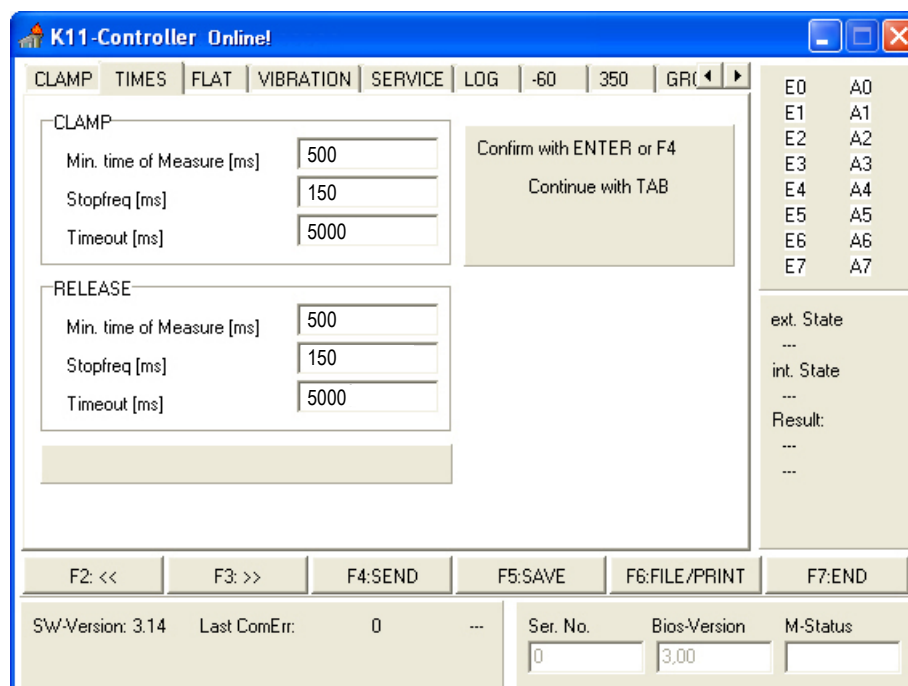 K11-Controller Online!
CLAMP TIMES FLAT VIBRATION SERVICE LOG -60 350
CLAMP
Min. time of Measure [ms] 500
Stopfreq [ms] 150
Timeout [ms] 5000
Confirm with ENTER or F4
Continue with TAB
RELEASE
Min. time of Measure [ms] 500
Stopfreq [ms] 150
Timeout [ms] 5000
E0 A0
E1 A1
E2 A2
E3 A3
E4 A4
E5 A5
E6 A6
E7 A7
ext. State
---
int. State
---
Result:
---
---
F2: << F3: >> F4:SEND F5:SAVE F6:FILE/PRINT F7:END
SW-Version: 3.14 Last ComErr: 0 ---
Ser. No. Bios-Version M-Status
0 3,00